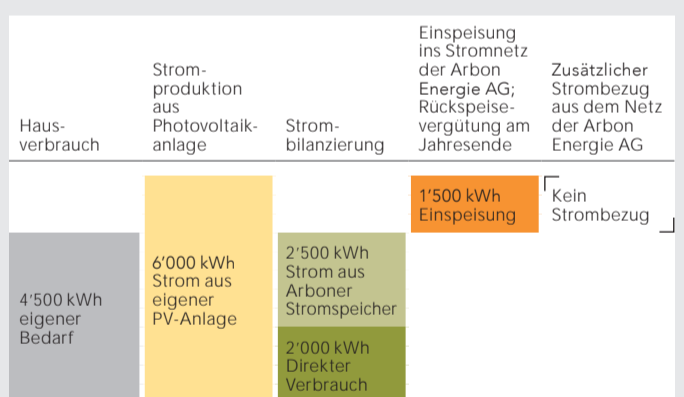 Haus-
verbrauch
Strom-
produktion
aus
Photovoltaik-
anlage
Strom-
bilanzierung
Einspeisung
ins Stromnetz
der Arbon
Energie AG;
Rückspeise-
vergütung am
Jahresende
Zusätzlicher
Strombezug
aus dem Netz
der Arbon
Energie AG
4’500 kWh
eigener
Bedarf
6’000 kWh
Strom aus
eigener
PV-Anlage
2’500 kWh
Strom aus
Arboner
Stromspeicher
2’000 kWh
Direkter
Verbrauch
1’500 kWh
Einspeisung
Kein
Strombezug